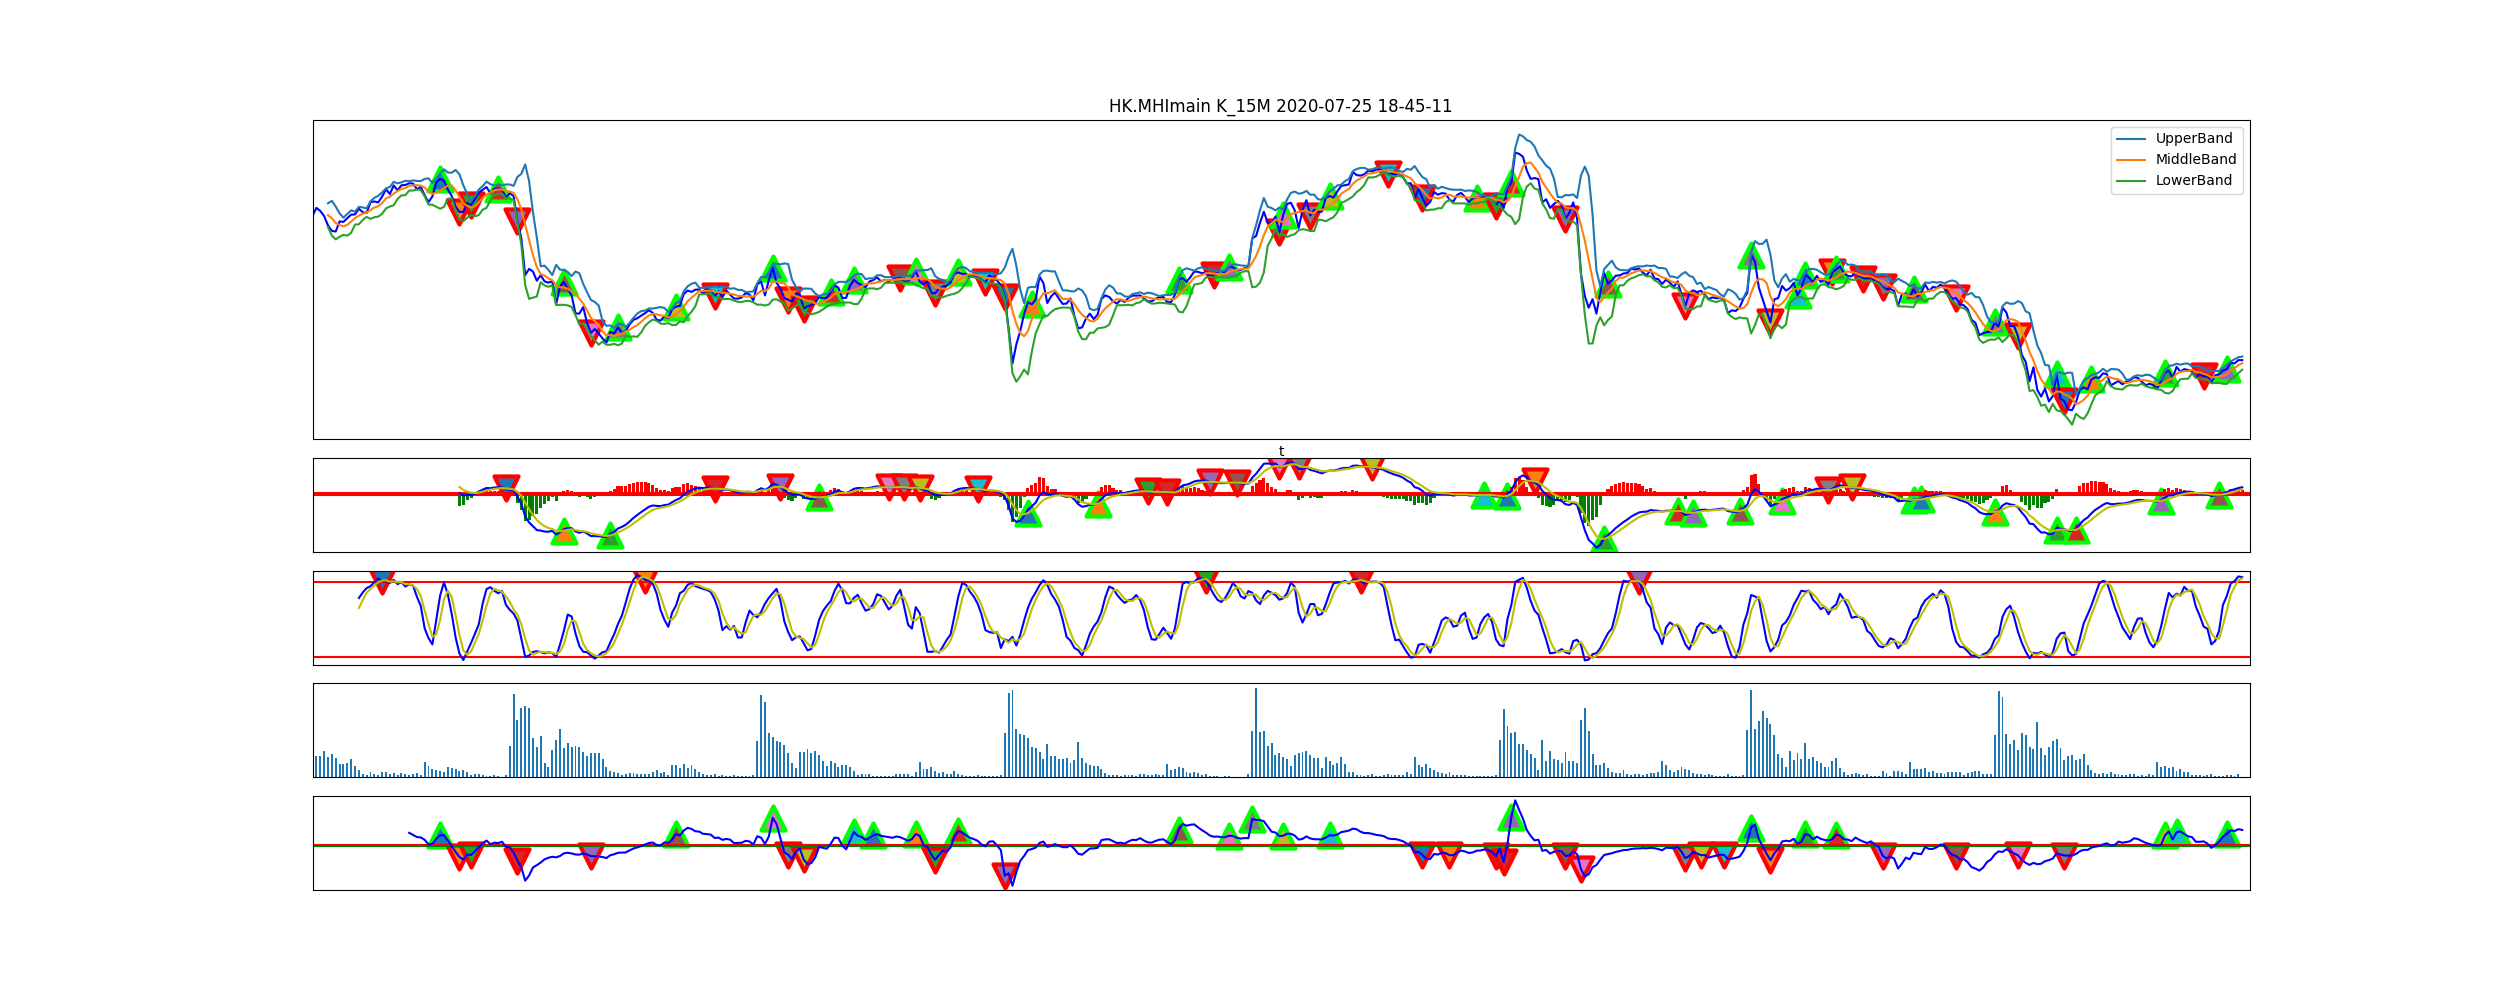 HK.MHImain K_15M 2020-07-25 18-45-11
UpperBand
MiddleBand
LowerBand
t